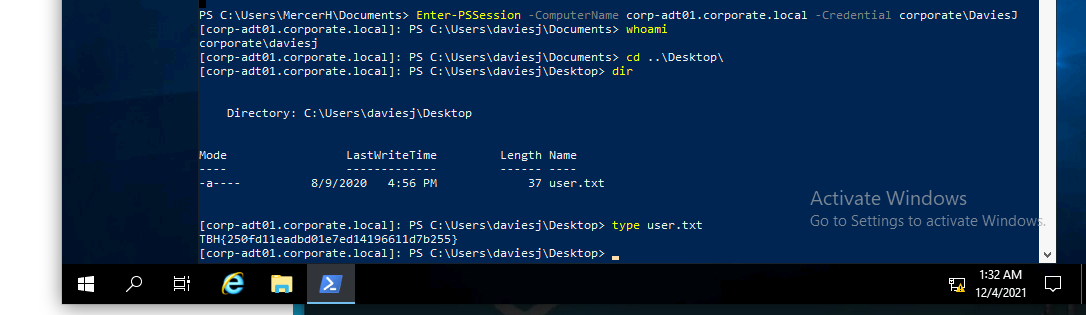 PS C:\Users\MercerH\Documents> Enter-PSSession -ComputerName corp-adt01.corporate.local -Credential corporate\DaviesJ
[corp-adt01.corporate.local]: PS C:\Users\daviesj\Documents> whoami
corporate\daviesj
[corp-adt01.corporate.local]: PS C:\Users\daviesj\Documents> cd ..\Desktop\
[corp-adt01.corporate.local]: PS C:\Users\daviesj\Desktop> dir
Directory: C:\Users\daviesj\Desktop
Mode LastWriteTime Length Name
---- ------------- ------ ----
-a---- 8/9/2020 4:56 PM 37 user.txt
[corp-adt01.corporate.local]: PS C:\Users\daviesj\Desktop> type user.txt
TBH{250fd11eadbd01e7ed14196611d7b255}
[corp-adt01.corporate.local]: PS C:\Users\daviesj\Desktop>
Activate Windows
Go to Settings to activate Windows.
1:32 AM
12/4/2021